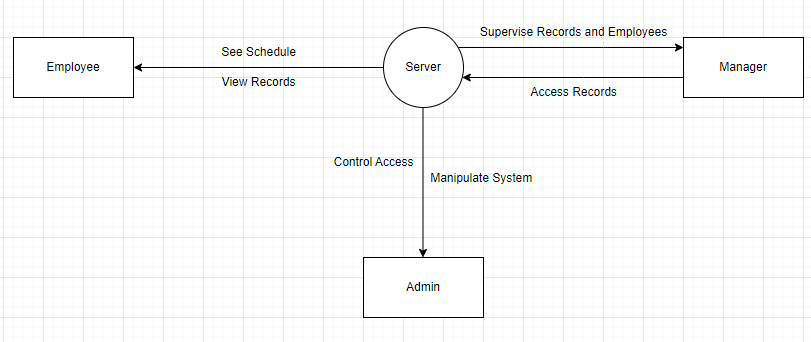 Supervise Records and Employees
See Schedule
Employee
Server
Manager
View Records
Access Records
Control Access
Manipulate System
Admin